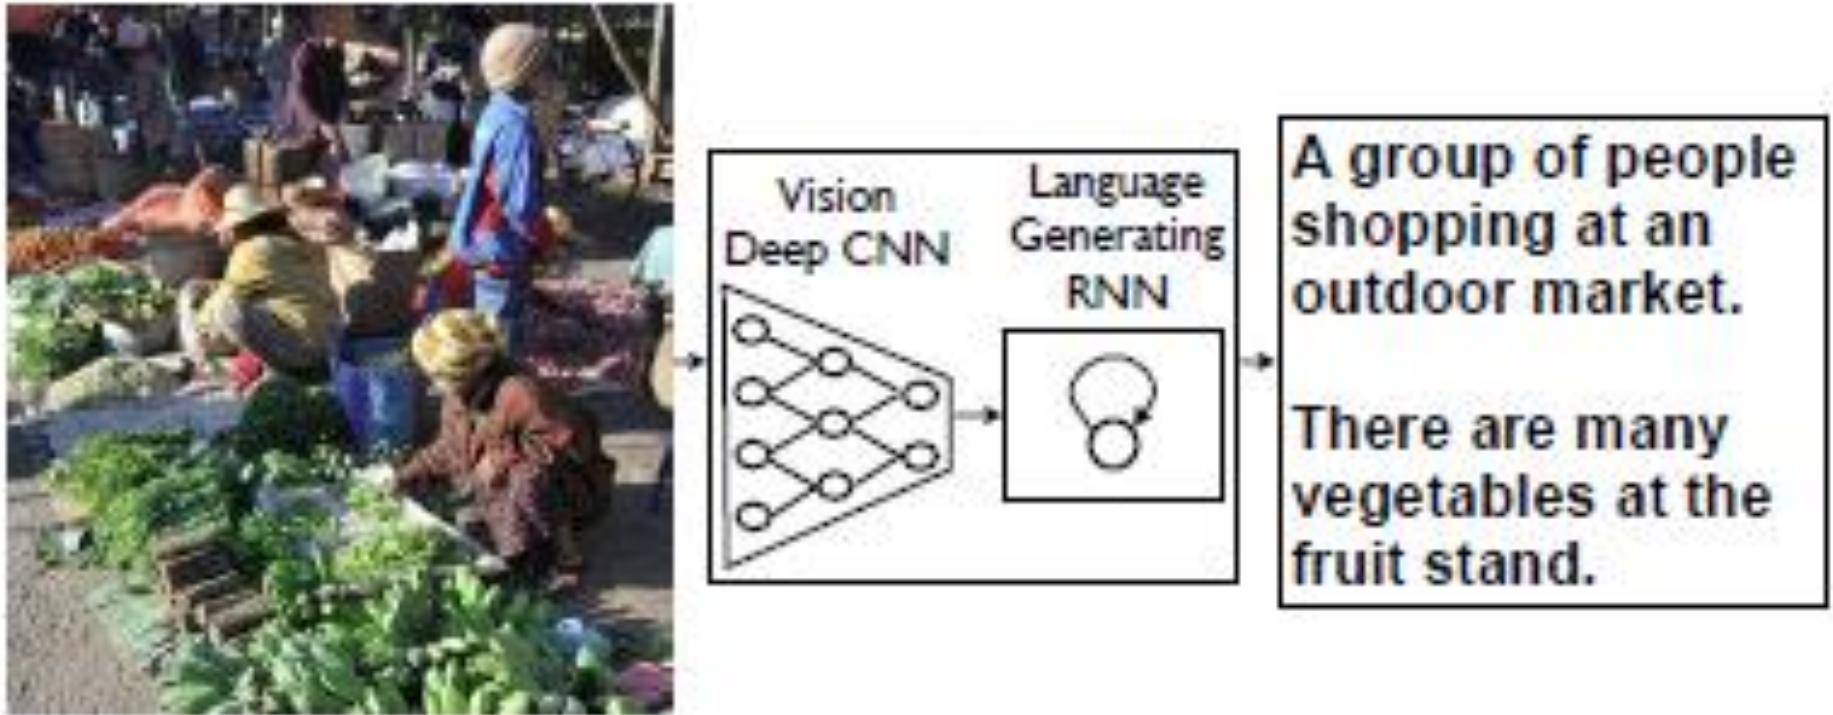 Vision
Deep CNN
Language
Generating
RNN
A group of people
shopping at an
outdoor market.
There are many
vegetables at the
fruit stand.